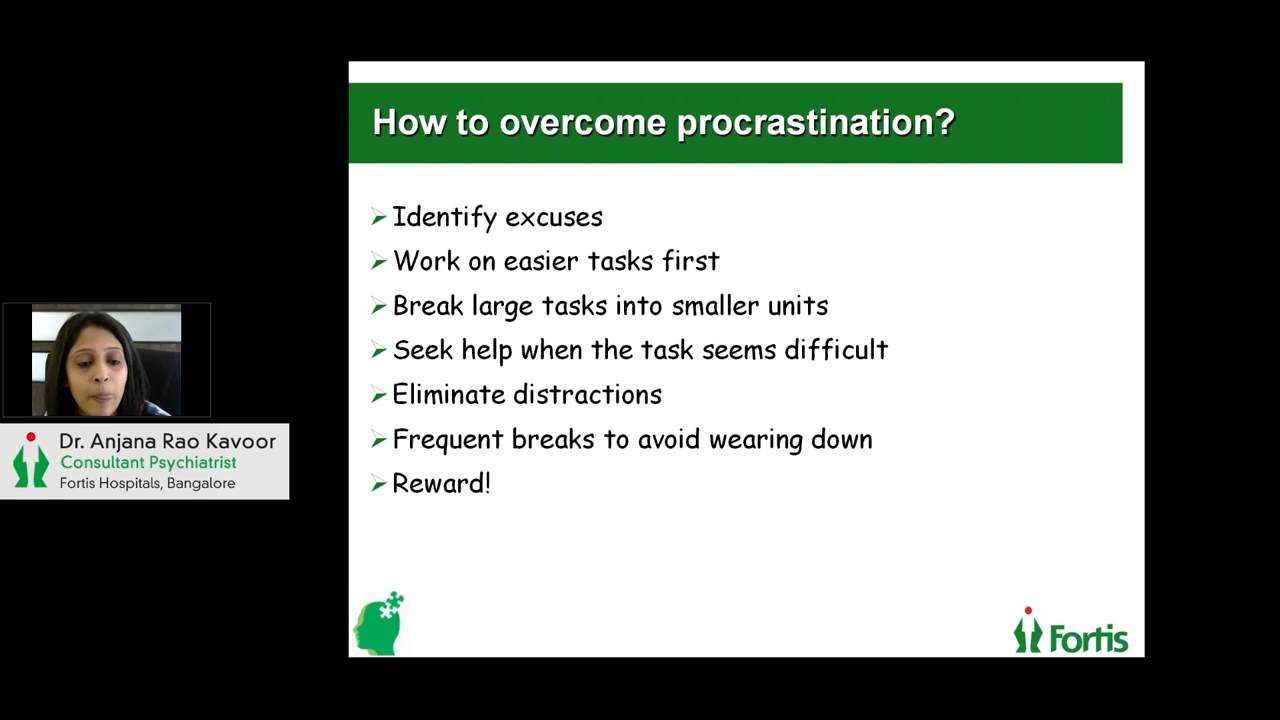 How to overcome procrastination?
Identify excuses
Work on easier tasks first
Break large tasks into smaller units
Seek help when the task seems difficult
Eliminate distractions
Frequent breaks to avoid wearing down
Reward!
Dr. Anjana Rao Kavoor
Consultant Psychiatrist
Fortis Hospitals, Bangalore
Fortis